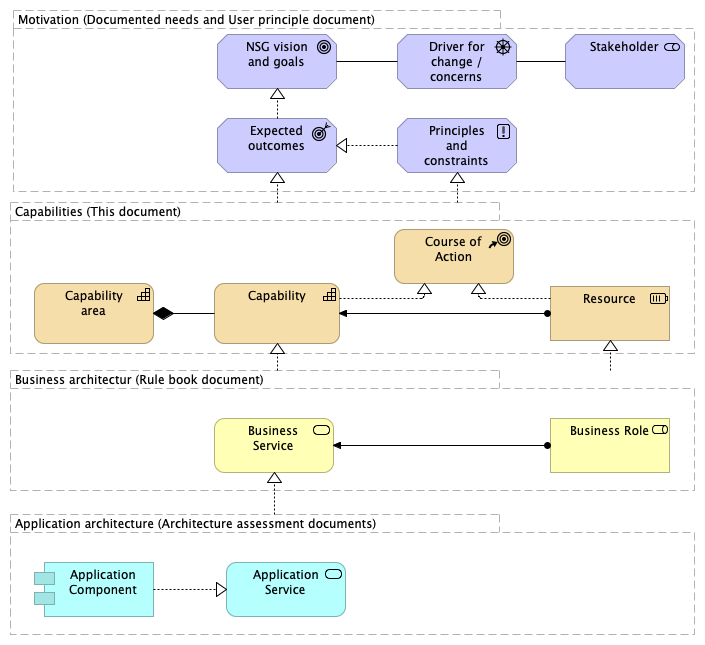 Motivation (Documented needs and User principle document)
NSG vision
and goals
Driver for
change /
concerns
Stakeholder
Expected
outcomes
Principles
and
constraints
Capabilities (This document)
Course of
Action
Capability
area
Capability
Resource
Business architectur (Rule book document)
Business
Service
Business Role
Application architecture (Architecture assessment documents)
Application
Component
Application
Service